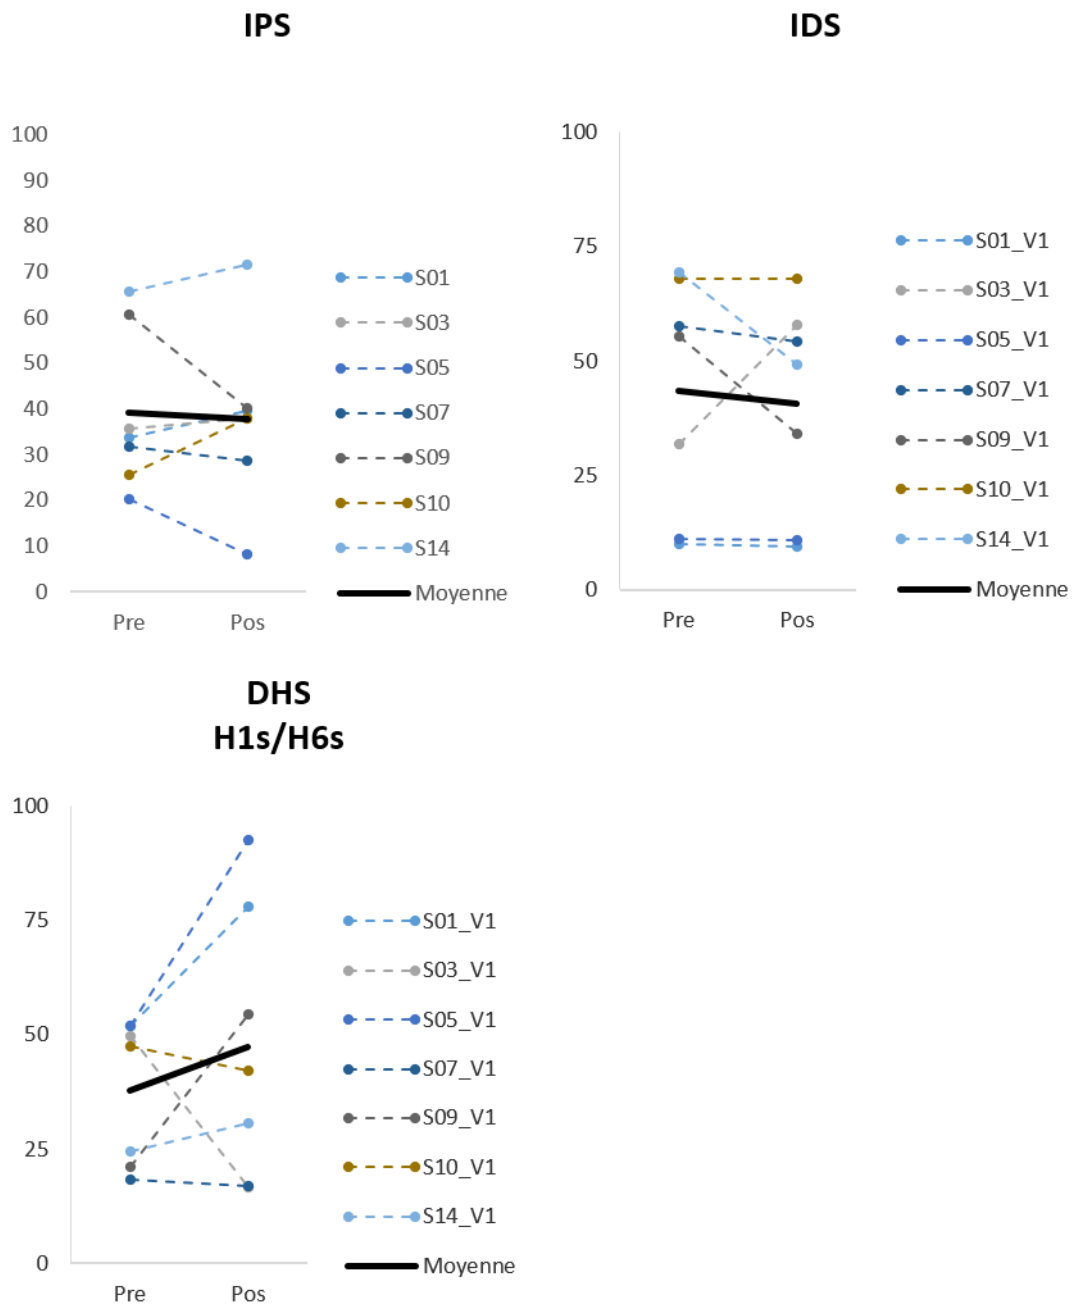 IPS
100
90
80
70
60
50
40
30
20
10
0
Pre
Pos
S01
S03
S05
S07
S09
S10
S14
Moyenne
IDS
100
75
50
25
0
Pre
Pos
S01_V1
S03_V1
S05_V1
S07_V1
S09_V1
S10_V1
S14_V1
Moyenne
DHS
H1s/H6s
100
75
50
25
0
Pre
Pos
S01_V1
S03_V1
S05_V1
S07_V1
S09_V1
S10_V1
S14_V1
Moyenne